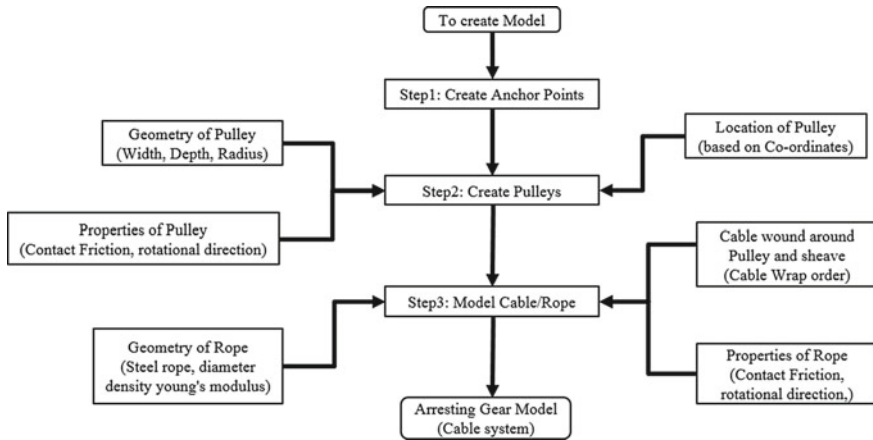 To create Model
Step1: Create Anchor Points
Geometry of Pulley
(Width, Depth, Radius)
Location of Pulley
(based on Co-ordinates)
Step2: Create Pulleys
Properties of Pulley
(Contact Friction, rotational direction)
Cable wound around
Pulley and sheave
(Cable Wrap order)
Step3: Model Cable/Rope
Geometry of Rope
(Steel rope, diameter
density young's modulus)
Properties of Rope
(Contact Friction,
rotational direction,)
Arresting Gear Model
(Cable system)